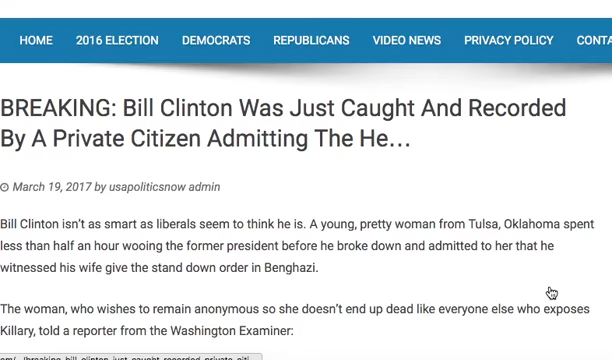 HOME 2016 ELECTION DEMOCRATS REPUBLICANS VIDEO NEWS PRIVACY POLICY CONTA
BREAKING: Bill Clinton Was Just Caught And Recorded
By A Private Citizen Admitting The He…
March 19, 2017 by usapoliticsnow admin
Bill Clinton isn't as smart as liberals seem to think he is. A young, pretty woman from Tulsa, Oklahoma spent
less than half an hour wooing the former president before he broke down and admitted to her that he
witnessed his wife give the stand down order in Benghazi.
The woman, who wishes to remain anonymous so she doesn't end up dead like everyone else who exposes
Killary, told a reporter from the Washington Examiner: